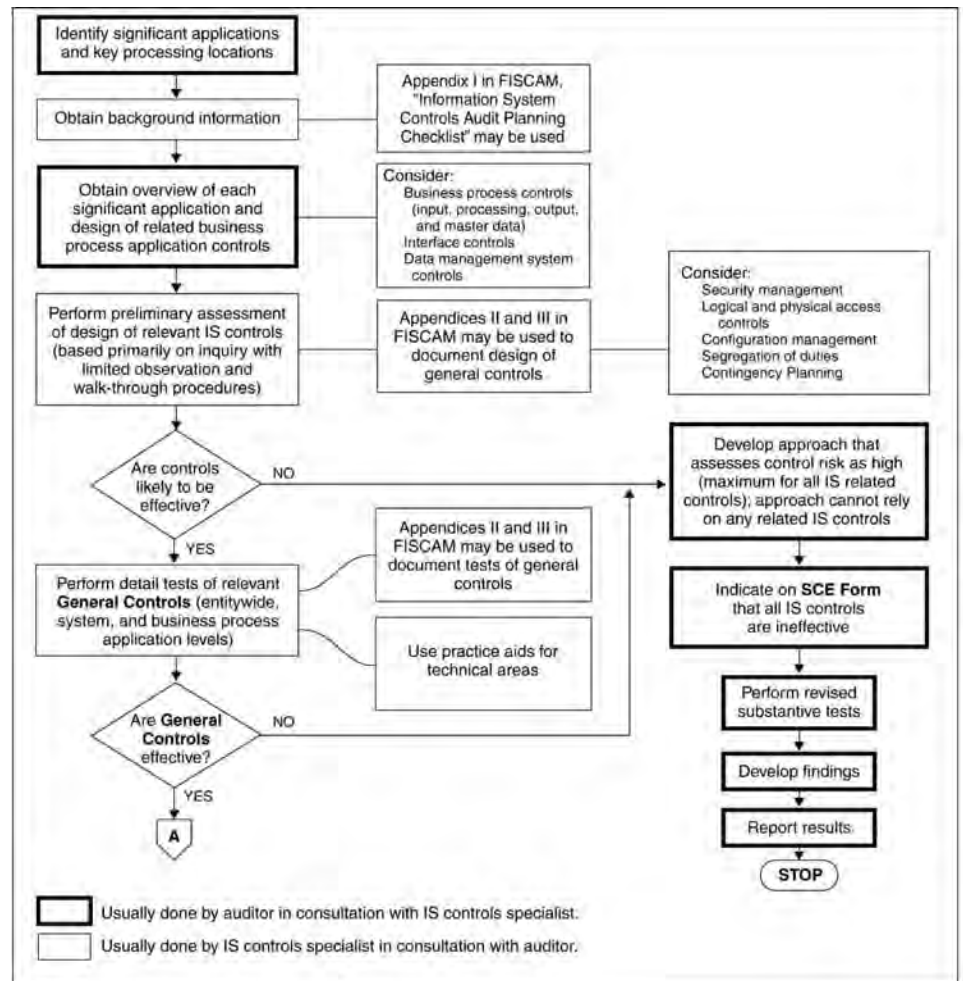 Identify significant applications
and key processing locations
Obtain background information
Appendix I in FISCAM,
"Information System
Controls Audit Planning
Checklist" may be used
Obtain overview of each
significant application and
design of related business
process application controls
Consider:
Business process controls
(input, processing, output,
and master data)
Interface controls
Data management system
controls
Perform preliminary assessment
of design of relevant IS controls
(based primarily on inquiry with
limited observation and
walk-through procedures)
Appendices II and III in
FISCAM may be used to
document design of
general controls
Consider:
Security management
Logical and physical access
controls
Configuration management
Segregation of duties
Contingency Planning
Are controls
likely to be
effective?
NO
YES
Develop approach that
assesses control risk as high
(maximum for all IS related
controls); approach cannot rely
on any related IS controls
Perform detail tests of relevant
General Controls (entitywide,
system, and business process
application levels)
Appendices II and III in
FISCAM may be used to
document tests of general
controls
Use practice aids for
technical areas
Indicate on SCE Form
that all IS controls
are ineffective
Are General
Controls
effective?
NO
YES
A
Perform revised
substantive tests
Develop findings
Report results
STOP
Usually done by auditor in consultation with IS controls specialist.
Usually done by IS controls specialist in consultation with auditor.